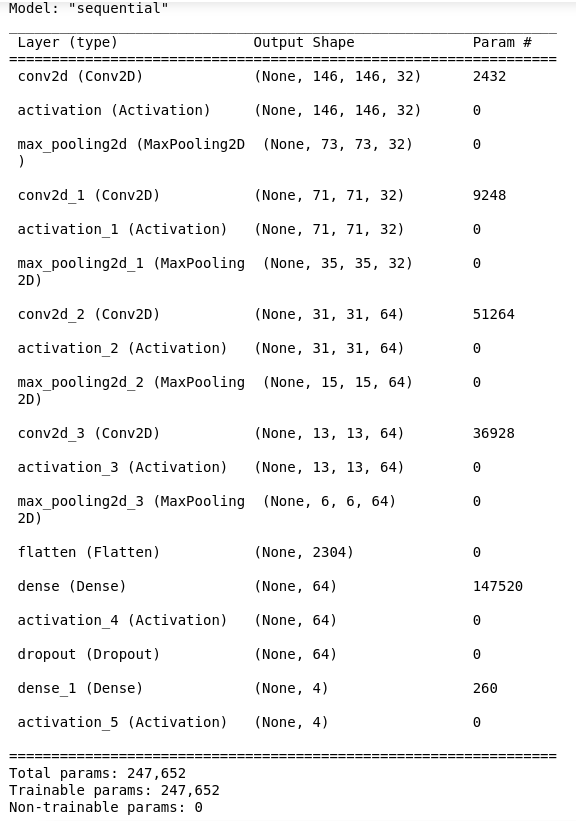 Model: "sequential"
_________________________________________________________________
Layer (type) Output Shape Param #
=================================================================
conv2d (Conv2D) (None, 146, 146, 32) 2432
activation (Activation) (None, 146, 146, 32) 0
max_pooling2d (MaxPooling2D (None, 73, 73, 32) 0
)
conv2d_1 (Conv2D) (None, 71, 71, 32) 9248
activation_1 (Activation) (None, 71, 71, 32) 0
max_pooling2d_1 (MaxPooling (None, 35, 35, 32) 0
2D)
conv2d_2 (Conv2D) (None, 31, 31, 64) 51264
activation_2 (Activation) (None, 31, 31, 64) 0
max_pooling2d_2 (MaxPooling (None, 15, 15, 64) 0
2D)
conv2d_3 (Conv2D) (None, 13, 13, 64) 36928
activation_3 (Activation) (None, 13, 13, 64) 0
max_pooling2d_3 (MaxPooling (None, 6, 6, 64) 0
2D)
flatten (Flatten) (None, 2304) 0
dense (Dense) (None, 64) 147520
activation_4 (Activation) (None, 64) 0
dropout (Dropout) (None, 64) 0
dense_1 (Dense) (None, 4) 260
activation_5 (Activation) (None, 4) 0
=================================================================
Total params: 247,652
Trainable params: 247,652
Non-trainable params: 0